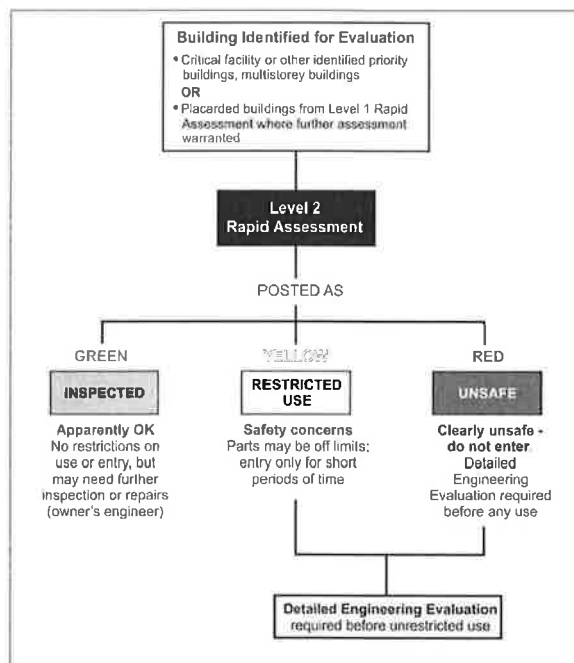 Building Identified for Evaluation
• Critical facility or other identified priority
buildings, multistorey buildings
OR
• Placarded buildings from Level 1 Rapid
Assessment where further assessment
warranted
Level 2
Rapid Assessment
POSTED AS
GREEN
INSPECTED
Apparently OK
No restrictions on
use or entry, but
may need further
inspection or repairs
(owner's engineer)
YELLOW
RESTRICTED
USE
Safety concerns
Parts may be off limits;
entry only for short
periods of time
RED
UNSAFE
Clearly unsafe -
do not enter
Detailed
Engineering
Evaluation required
before any use
Detailed Engineering Evaluation
required before unrestricted use